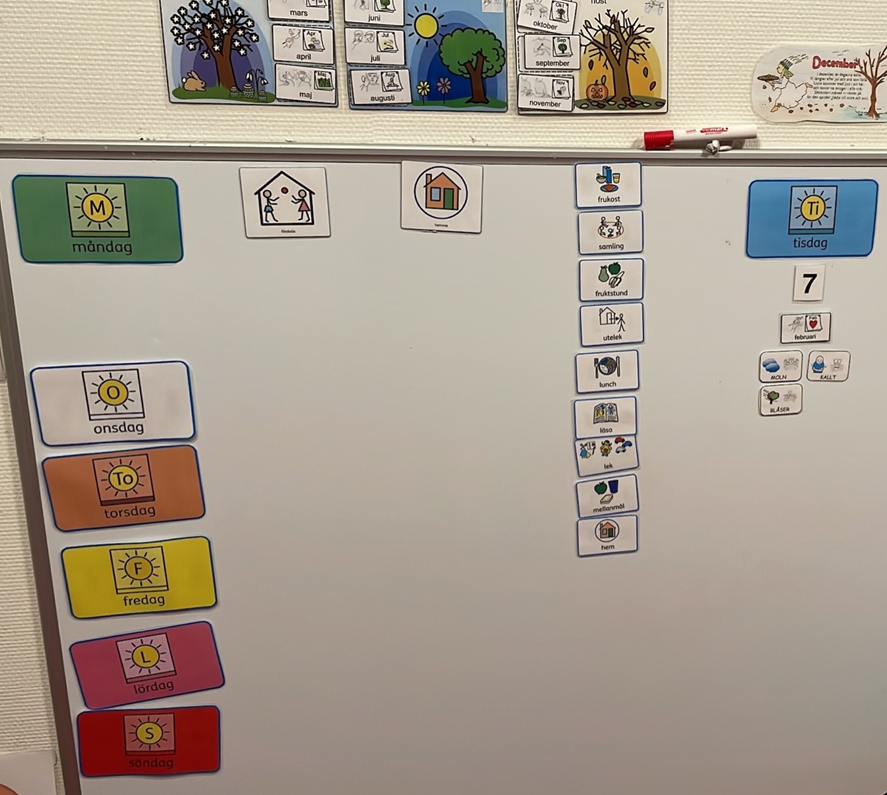 mars
april
maj
juni
juli
augusti
oktober
september
november
December
M
måndag
hemma
frukost
samling
fruktstund
utelek
lunch
läsa
lek
mellanmål
hem
Ti
tisdag
7
februari
MOLN
KALLT
BLÅSER
O
onsdag
To
torsdag
F
fredag
L
lördag
S
söndag